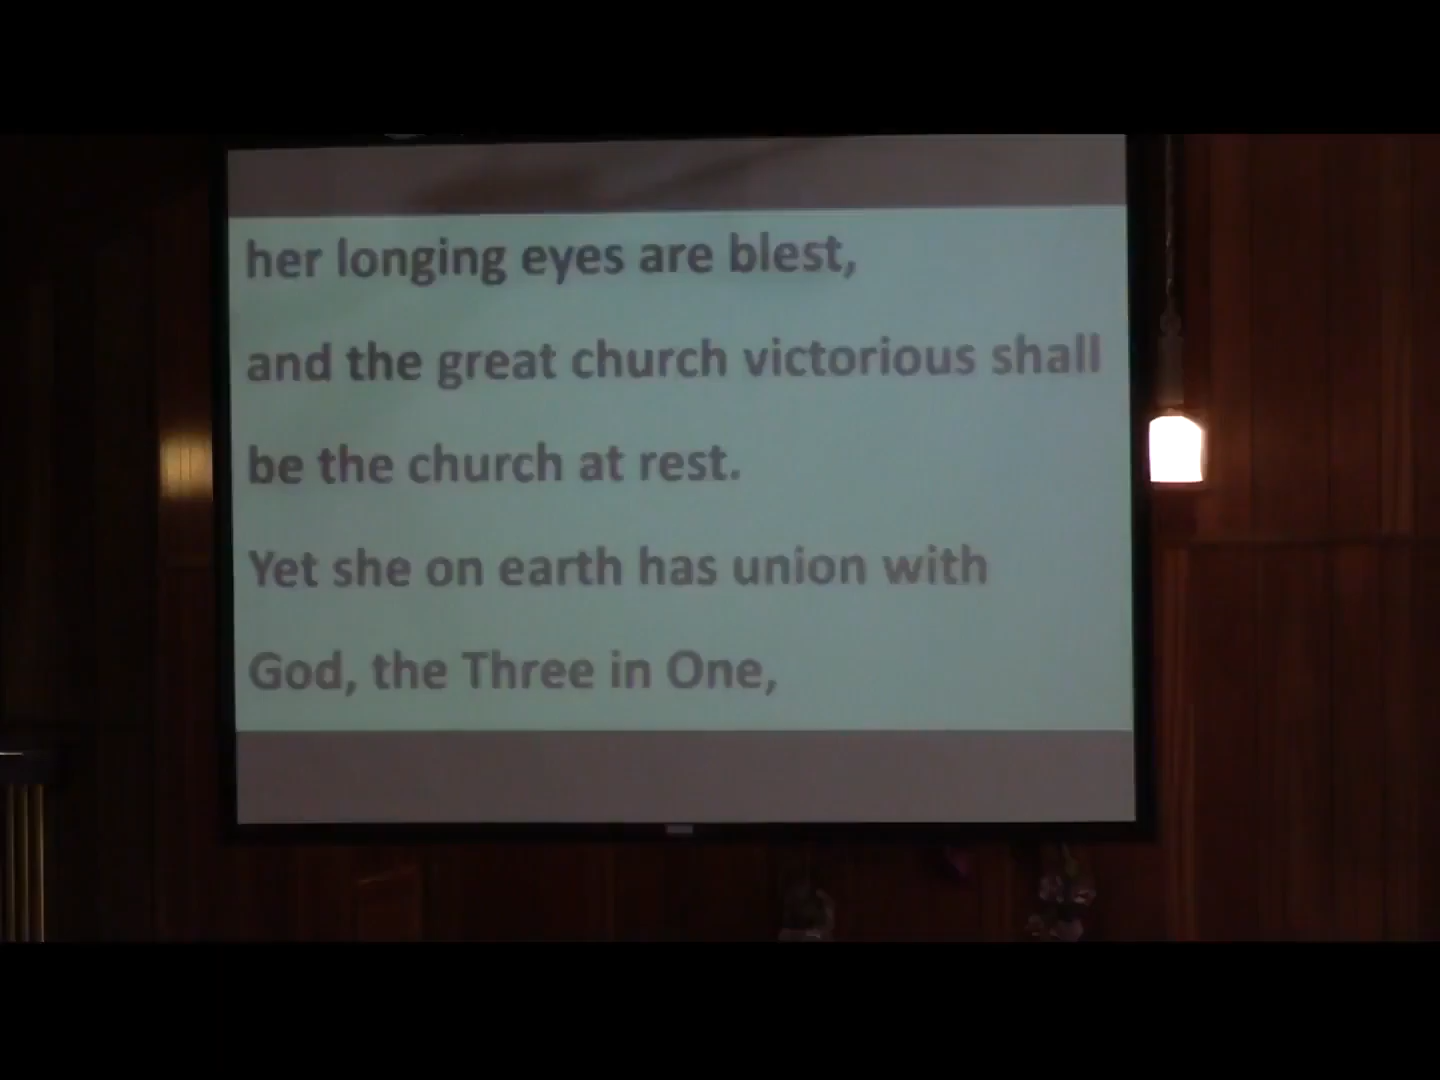 her longing eyes are blest,
and the great church victorious shall
be the church at rest.
Yet she on earth has union with
God, the Three in One,